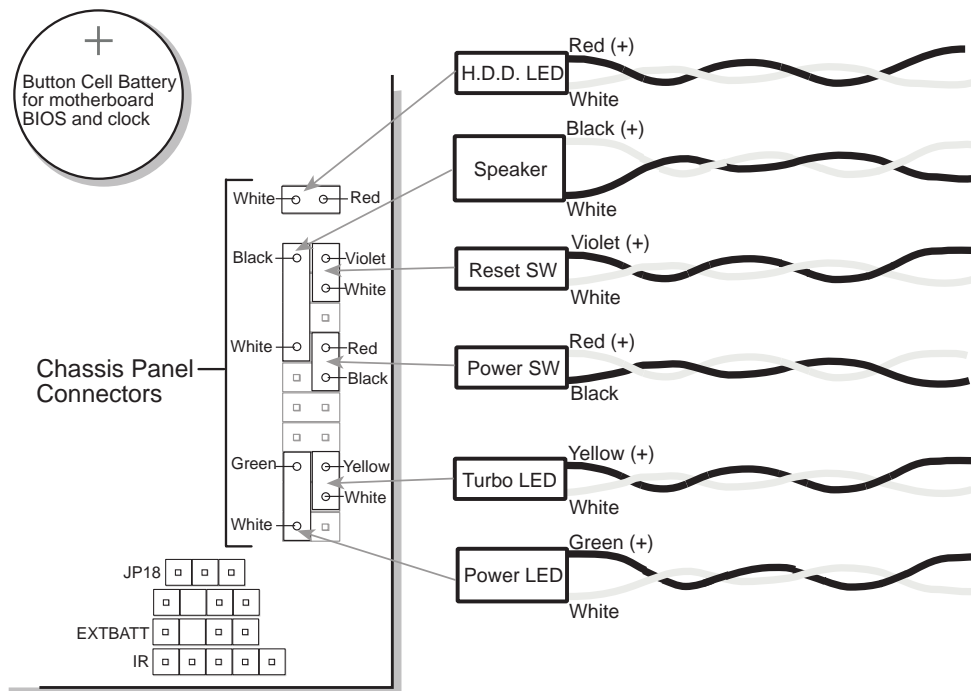 Button Cell Battery
for motherboard
BIOS and clock
H.D.D. LED
Red (+)
White
Speaker
Black (+)
White
Reset SW
Violet (+)
White
Power SW
Red (+)
Black
Turbo LED
Yellow (+)
White
Power LED
Green (+)
White
Chassis Panel
Connectors
White
Red
Black
Violet
White
White
Red
Black
Green
Yellow
White
White
JP18
EXTBATT
IR